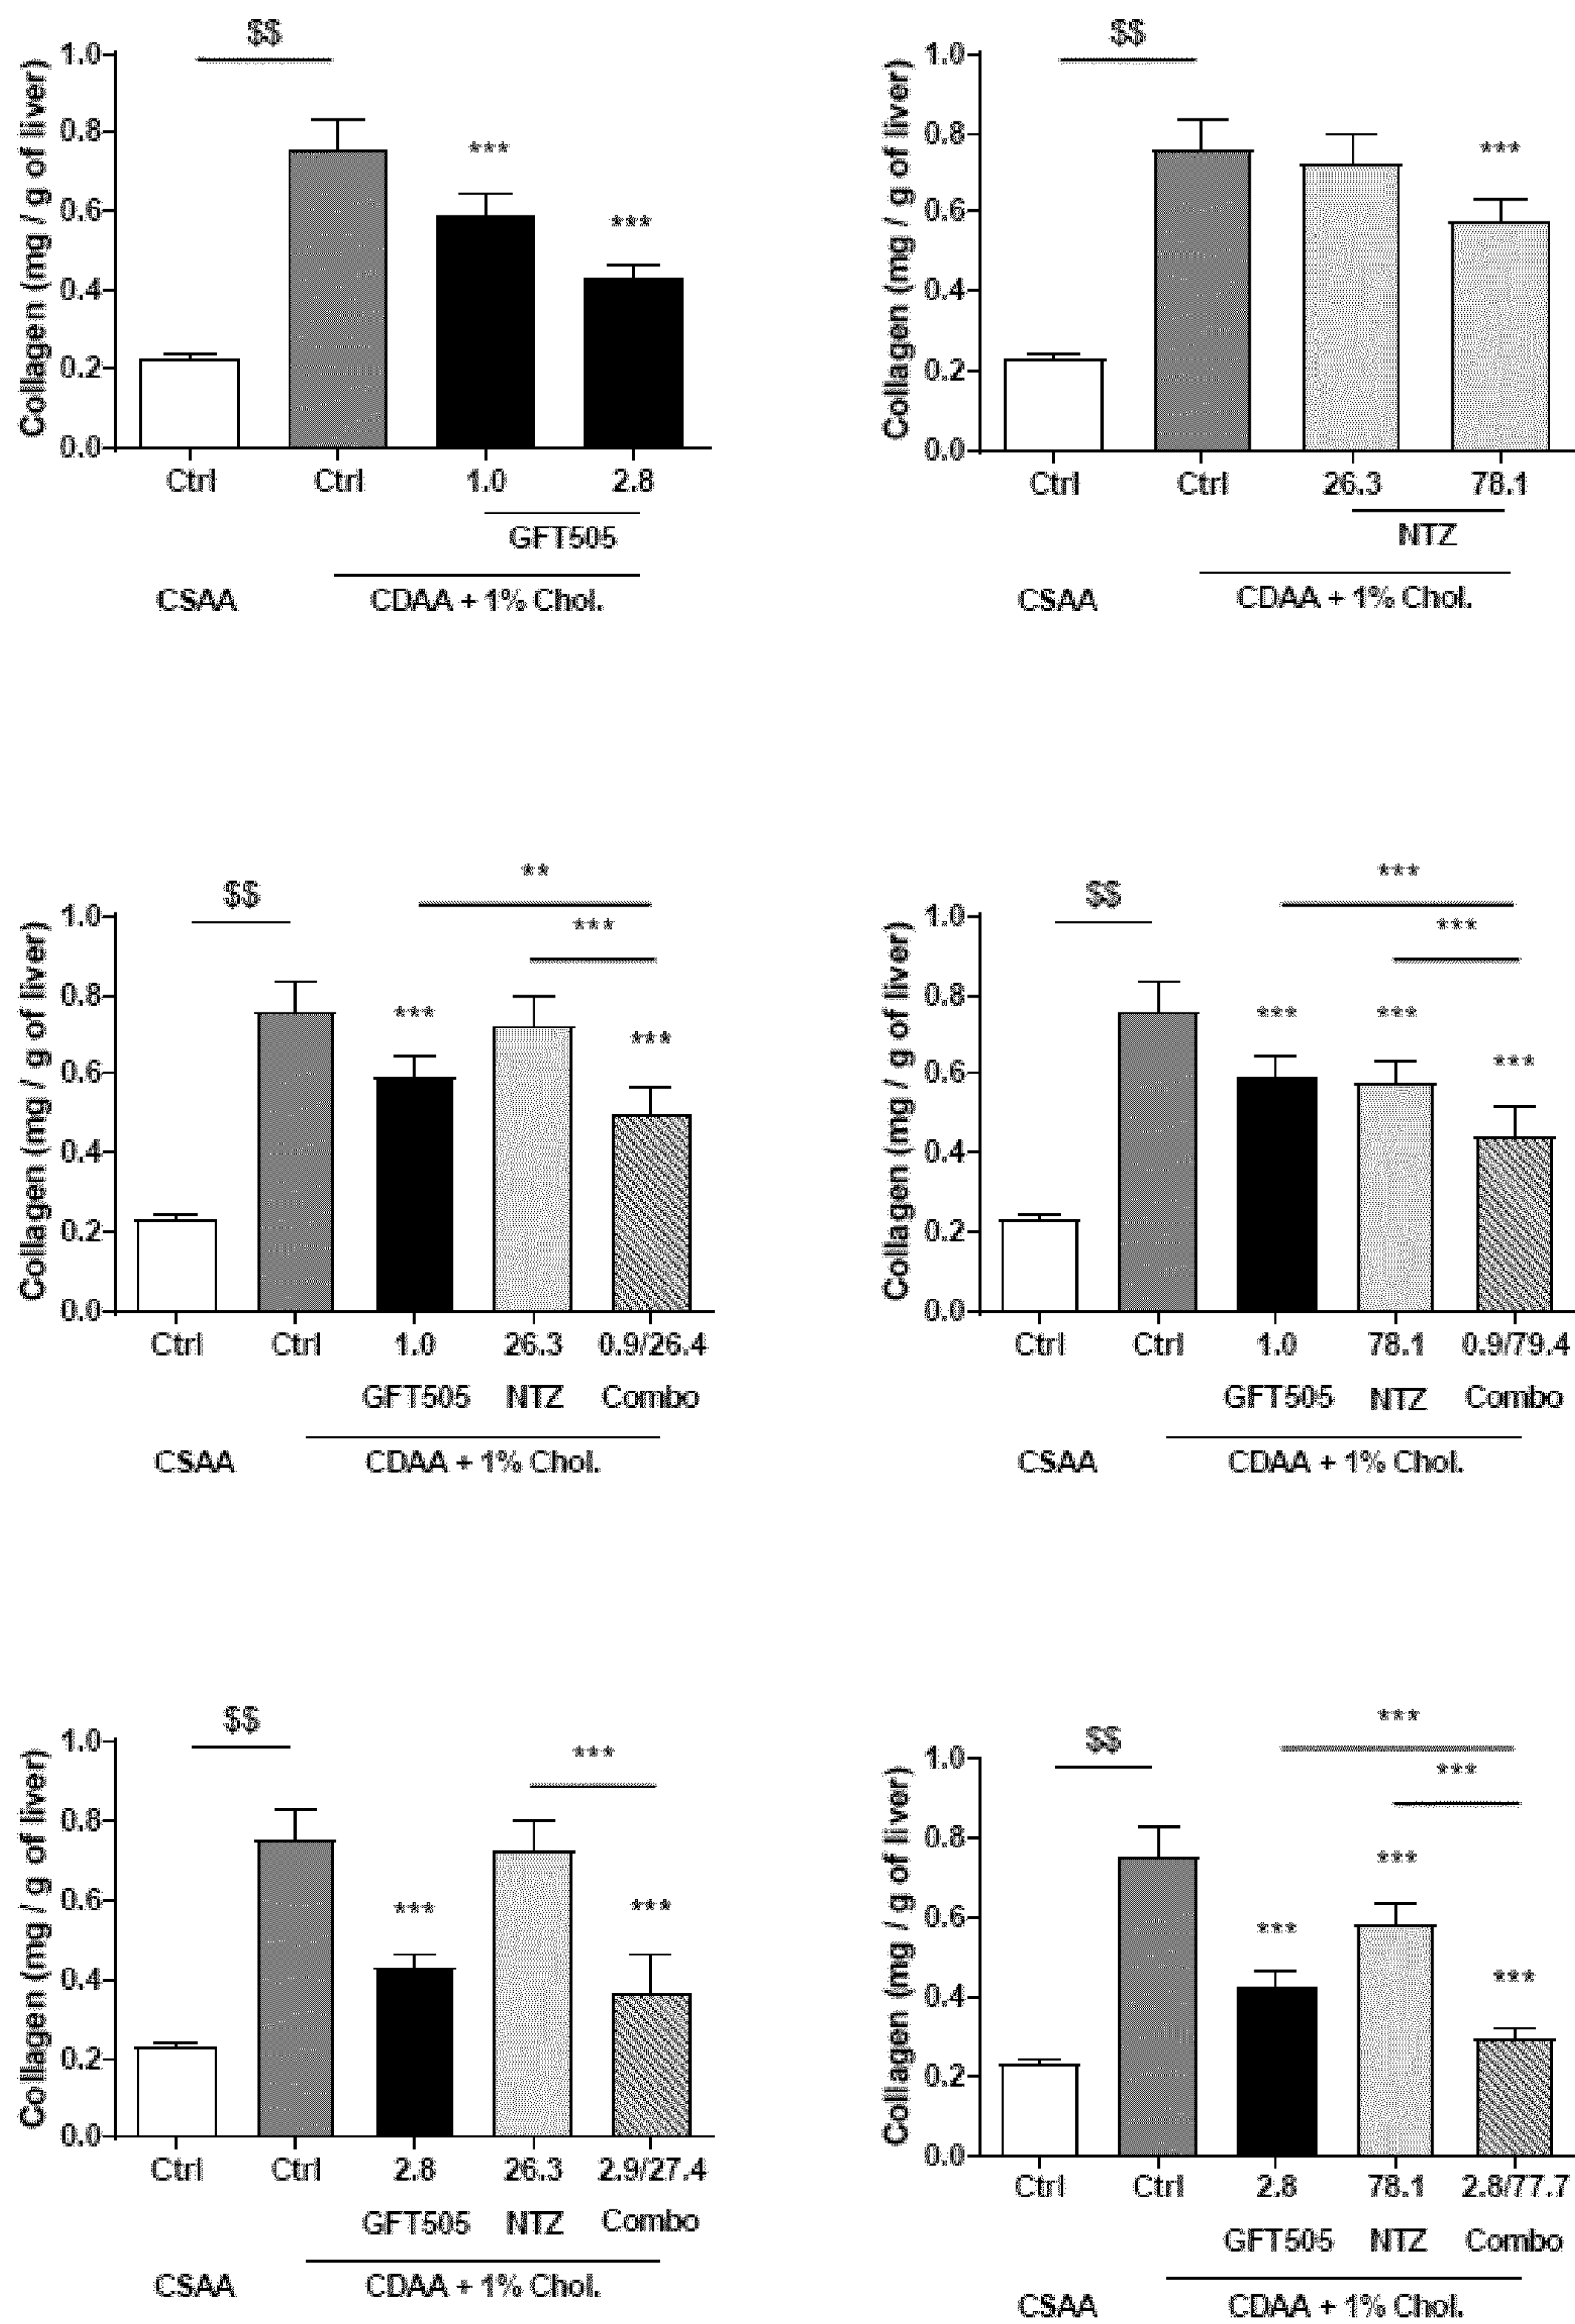 $$
Collagen (mg / g of liver)
1.0
0.8
0.6
0.4
0.2
0.0
***
***
Ctrl Ctrl 1.0 2.8
GFT505
CSAA CDAA + 1% Chol.
$$
Collagen (mg / g of liver)
1.0
0.8
0.6
0.4
0.2
0.0
***
Ctrl Ctrl 26.3 78.1
NTZ
CSAA CDAA + 1% Chol.
**
$$
***
Collagen (mg / g of liver)
1.0
0.8
0.6
0.4
0.2
0.0
***
***
Ctrl Ctrl 1.0 26.3 0.9/26.4
GFT505 NTZ Combo
CSAA CDAA + 1% Chol.
***
$$
***
Collagen (mg / g of liver)
1.0
0.8
0.6
0.4
0.2
0.0
*** ***
***
Ctrl Ctrl 1.0 78.1 0.9/79.4
GFT505 NTZ Combo
CSAA CDAA + 1% Chol.
$$
***
Collagen (mg / g of liver)
1.0
0.8
0.6
0.4
0.2
0.0
*** ***
Ctrl Ctrl 2.8 26.3 2.9/27.4
GFT505 NTZ Combo
CSAA CDAA + 1% Chol.
***
$$
***
Collagen (mg / g of liver)
1.0
0.8
0.6
0.4
0.2
0.0
***
***
***
Ctrl Ctrl 2.8 78.1 2.8/77.7
GFT505 NTZ Combo
CSAA CDAA + 1% Chol.